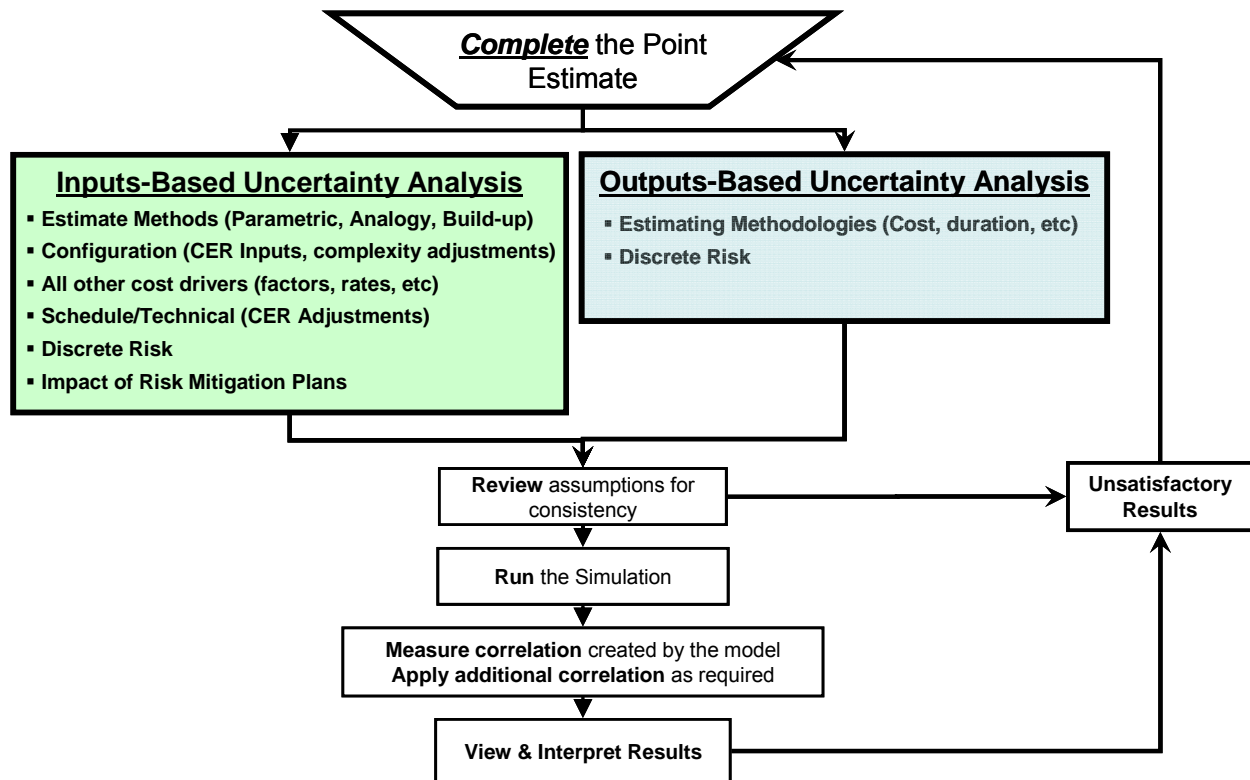 Complete the Point
Estimate
Inputs-Based Uncertainty Analysis
▪ Estimate Methods (Parametric, Analogy, Build-up)
▪ Configuration (CER Inputs, complexity adjustments)
▪ All other cost drivers (factors, rates, etc)
▪ Schedule/Technical (CER Adjustments)
▪ Discrete Risk
▪ Impact of Risk Mitigation Plans
Outputs-Based Uncertainty Analysis
▪ Estimating Methodologies (Cost, duration, etc)
▪ Discrete Risk
Review assumptions for
consistency
Unsatisfactory
Results
Run the Simulation
Measure correlation created by the model
Apply additional correlation as required
View & Interpret Results